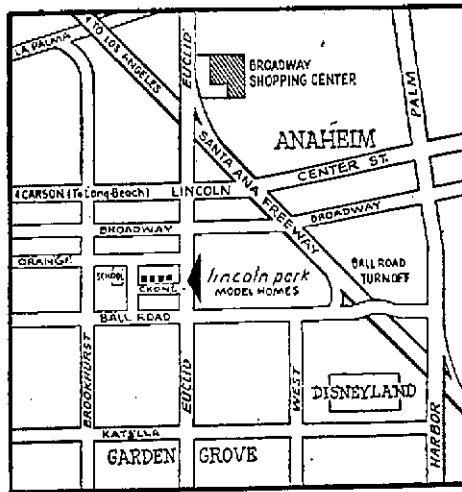 LA PALMA
TO LOS ANGELES
EUCLID
BROADWAY
SHOPPING CENTER
PALM
ANAHEIM
SANTA ANA FREEWAY
CENTER ST.
CARSON (To Long Beach) LINCOLN
BROADWAY
BROADWAY
ORANGE
SCHOOL
lincoln park
MODEL HOMES
BALL ROAD
TURNOFF
BALL ROAD
BROOKHURST
EUCLID
WEST
DISNEYLAND
HARBOR
KATELLA
GARDEN GROVE